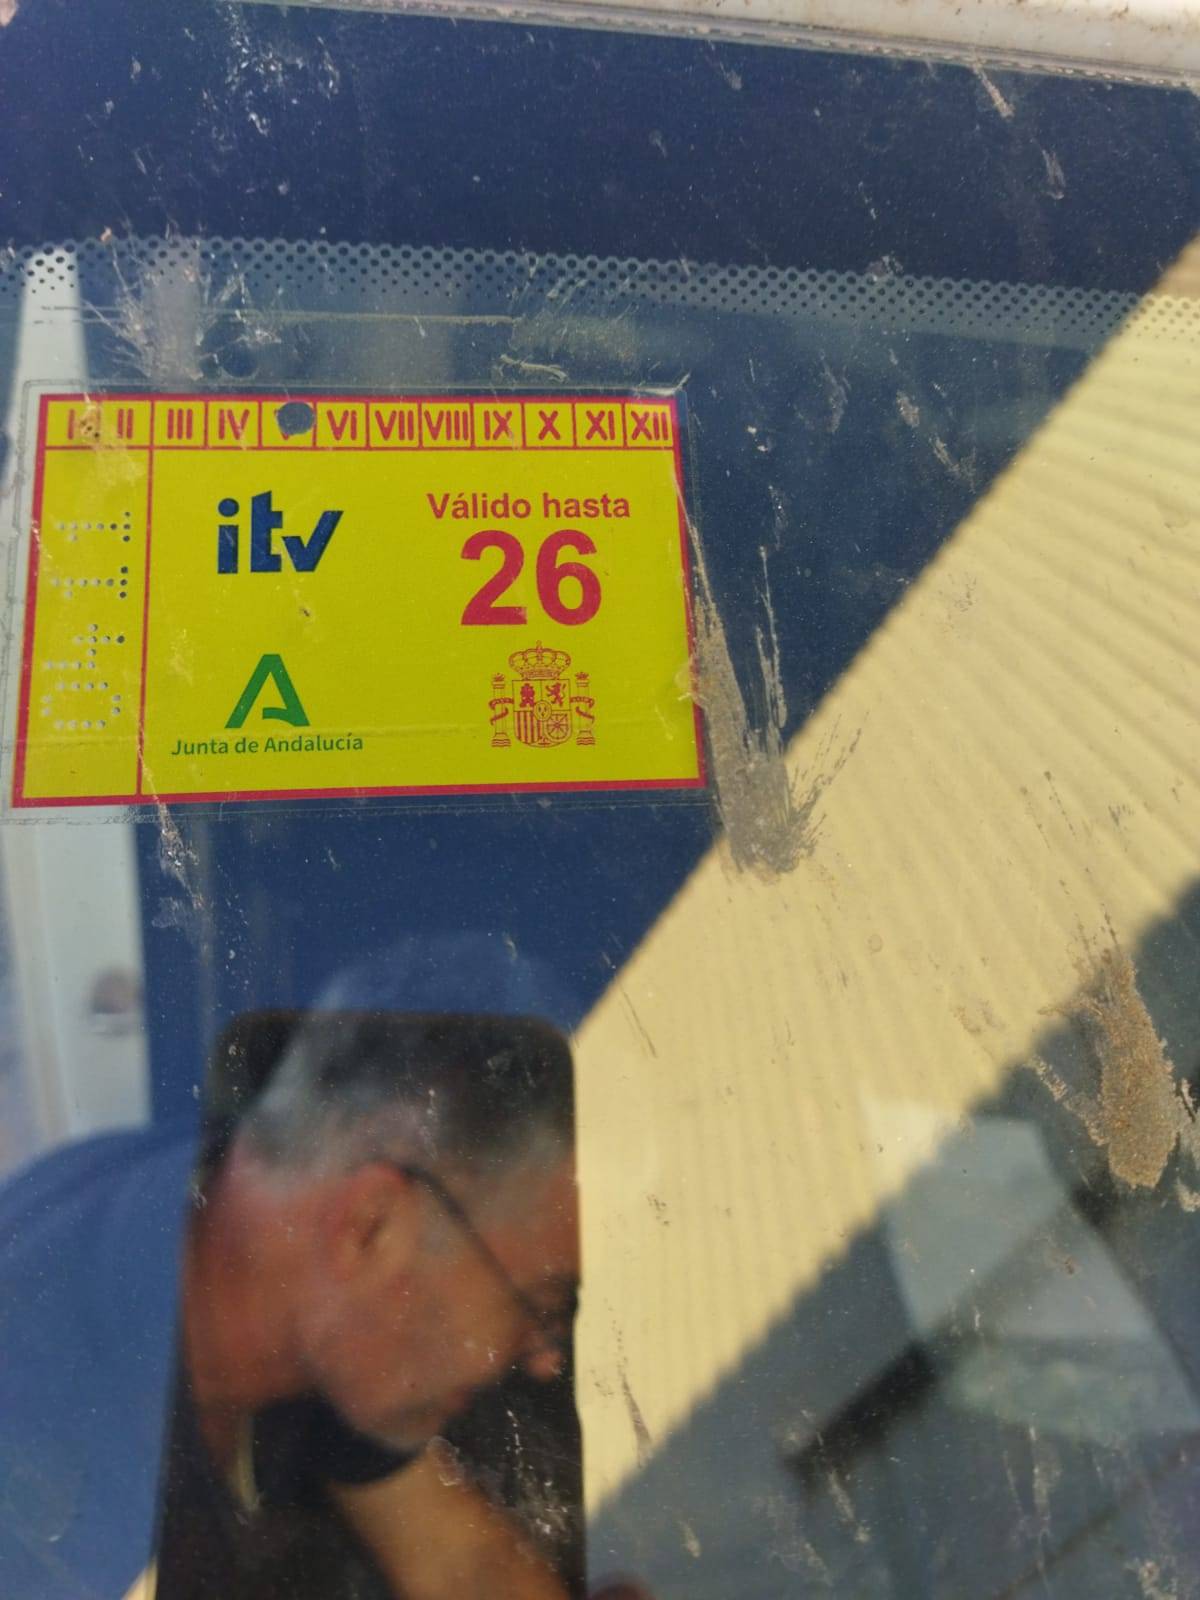 I II III IV V VI VII VIII IX X XI XII
itv
Válido hasta
26
Junta de Andalucía